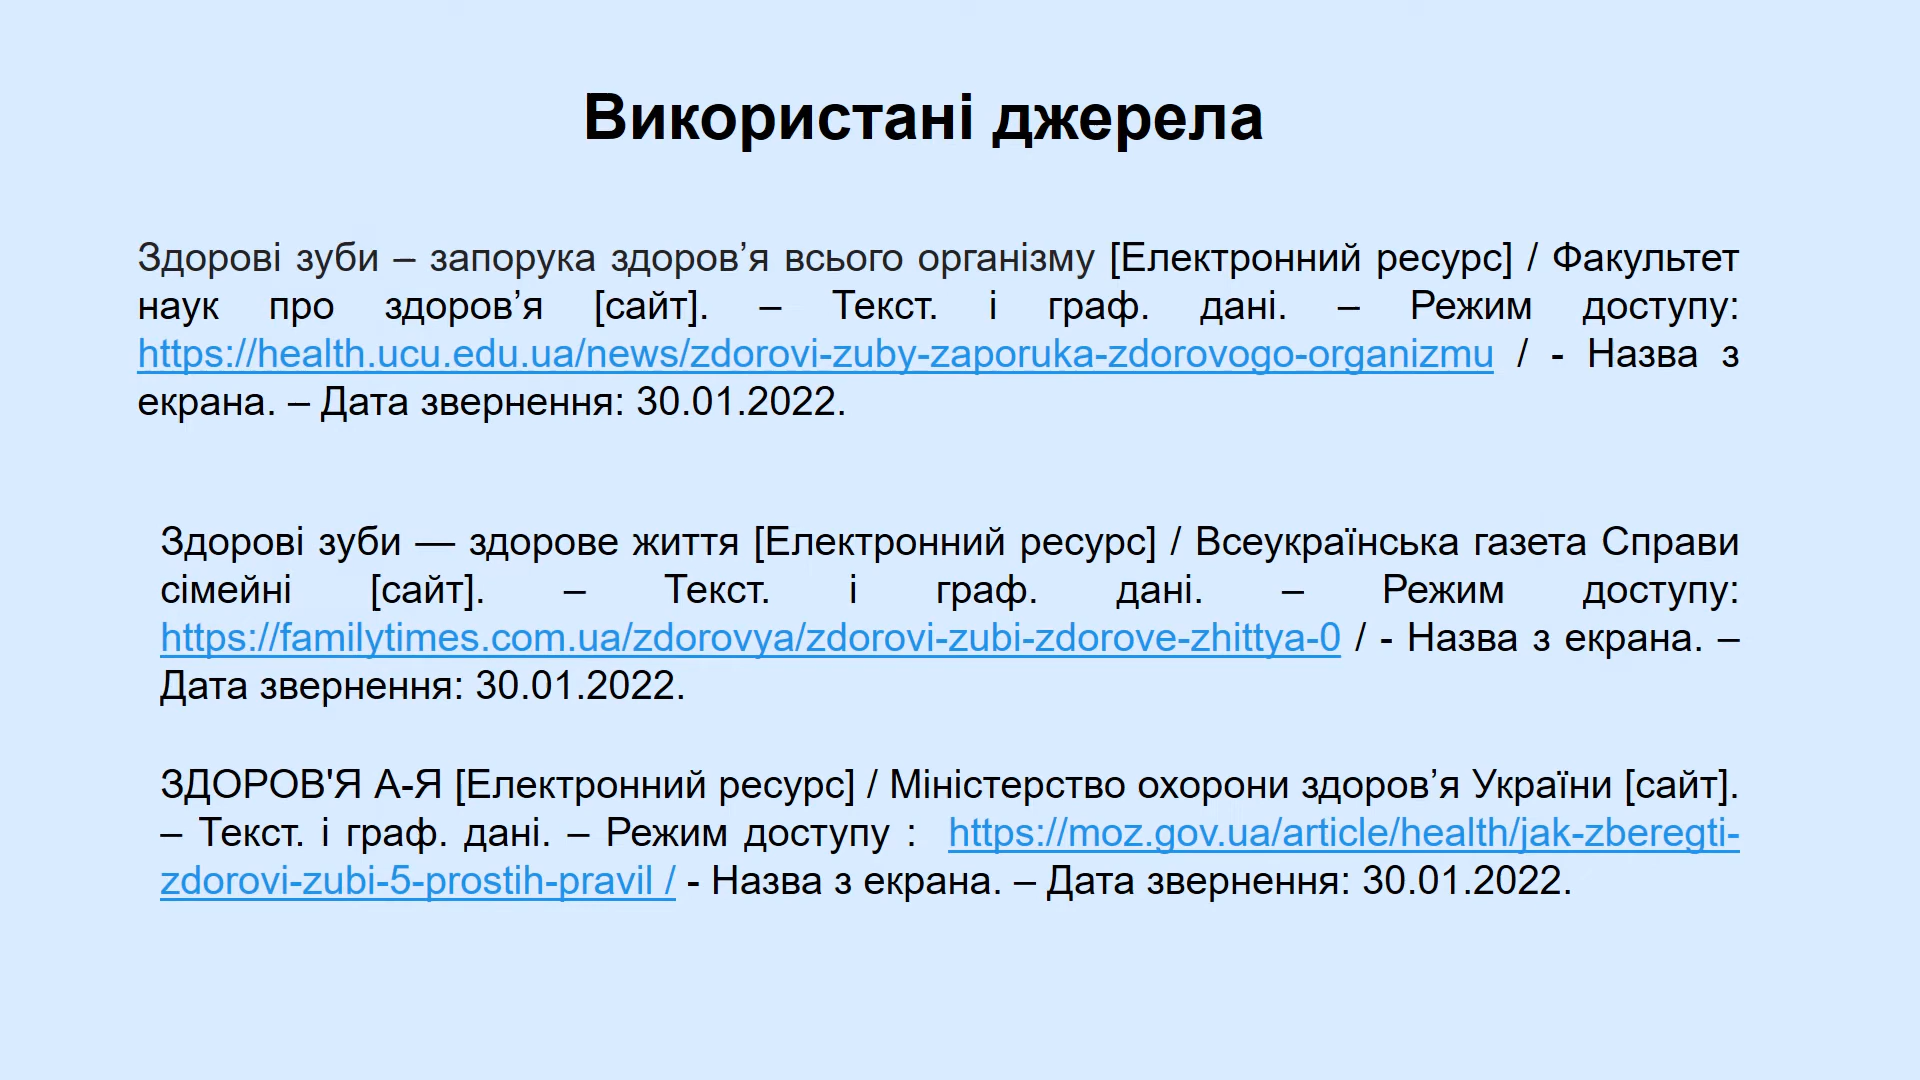 Використані джерела
Здорові зуби – запорука здоров’я всього організму [Електронний ресурс] / Факультет
наук про здоров’я [сайт]. – Текст. і граф. дані. – Режим доступу:
https://health.ucu.edu.ua/news/zdorovi-zuby-zaporuka-zdorovogo-organizmu / - Назва з
екрана. – Дата звернення: 30.01.2022.
Здорові зуби — здорове життя [Електронний ресурс] / Всеукраїнська газета Справи
сімейні [сайт]. – Текст. і граф. дані. – Режим доступу:
https://familytimes.com.ua/zdorovya/zdorovi-zubi-zdorove-zhittya-0 / - Назва з екрана. –
Дата звернення: 30.01.2022.
ЗДОРОВ'Я А-Я [Електронний ресурс] / Міністерство охорони здоров’я України [сайт].
– Текст. і граф. дані. – Режим доступу : https://moz.gov.ua/article/health/jak-zberegti-
zdorovi-zubi-5-prostih-pravil / - Назва з екрана. – Дата звернення: 30.01.2022.